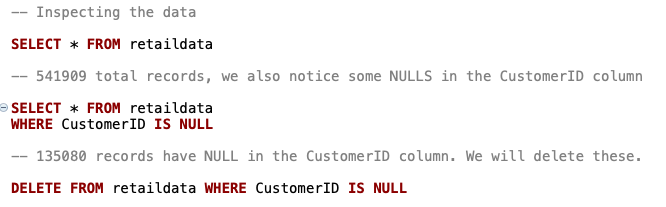 -- Inspecting the data
SELECT * FROM retaildata
-- 541909 total records, we also notice some NULLS in the CustomerID column
SELECT * FROM retaildata
WHERE CustomerID IS NULL
-- 135080 records have NULL in the CustomerID column. We will delete these.
DELETE FROM retaildata WHERE CustomerID IS NULL